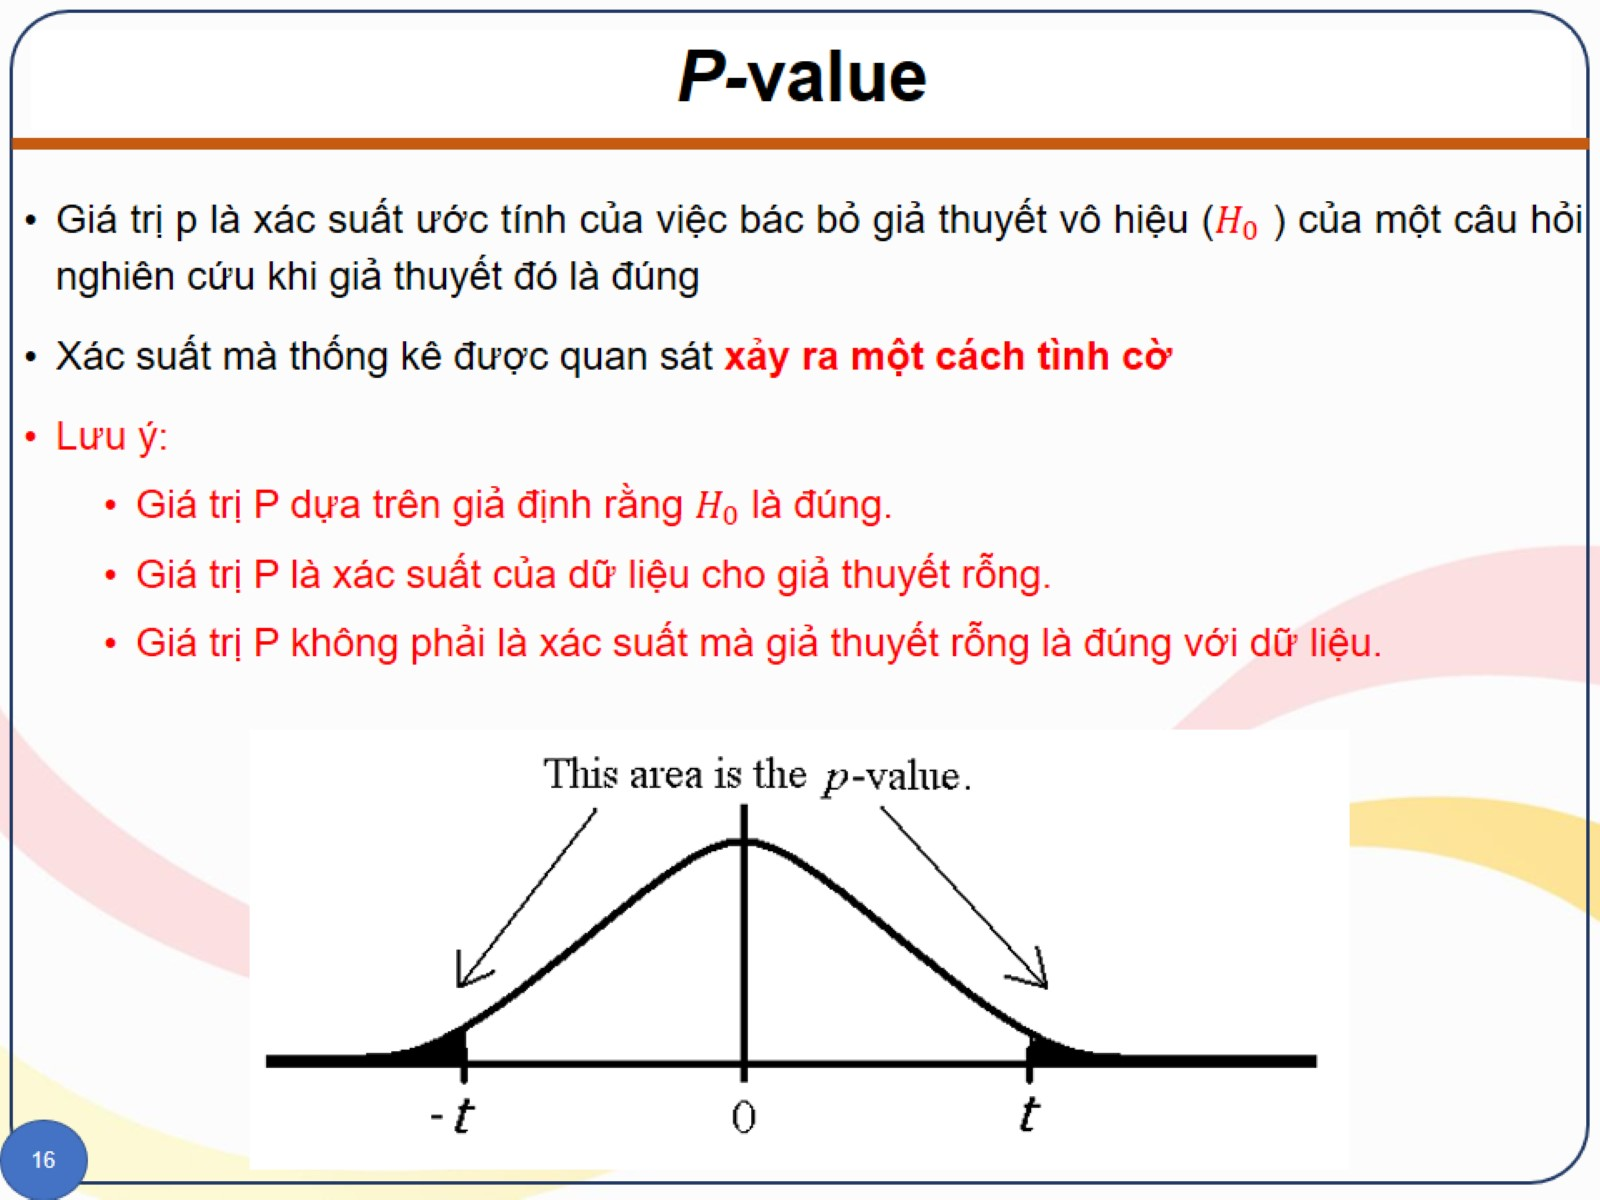 P-value
• Giá trị p là xác suất ước tính của việc bác bỏ giả thuyết vô hiệu (H₀ ) của một câu hỏi
nghiên cứu khi giả thuyết đó là đúng
• Xác suất mà thống kê được quan sát xảy ra một cách tình cờ
• Lưu ý:
• Giá trị P dựa trên giả định rằng H₀ là đúng.
• Giá trị P là xác suất của dữ liệu cho giả thuyết rỗng.
• Giá trị P không phải là xác suất mà giả thuyết rỗng là đúng với dữ liệu.
This area is the p-value.
-t 0 t
16